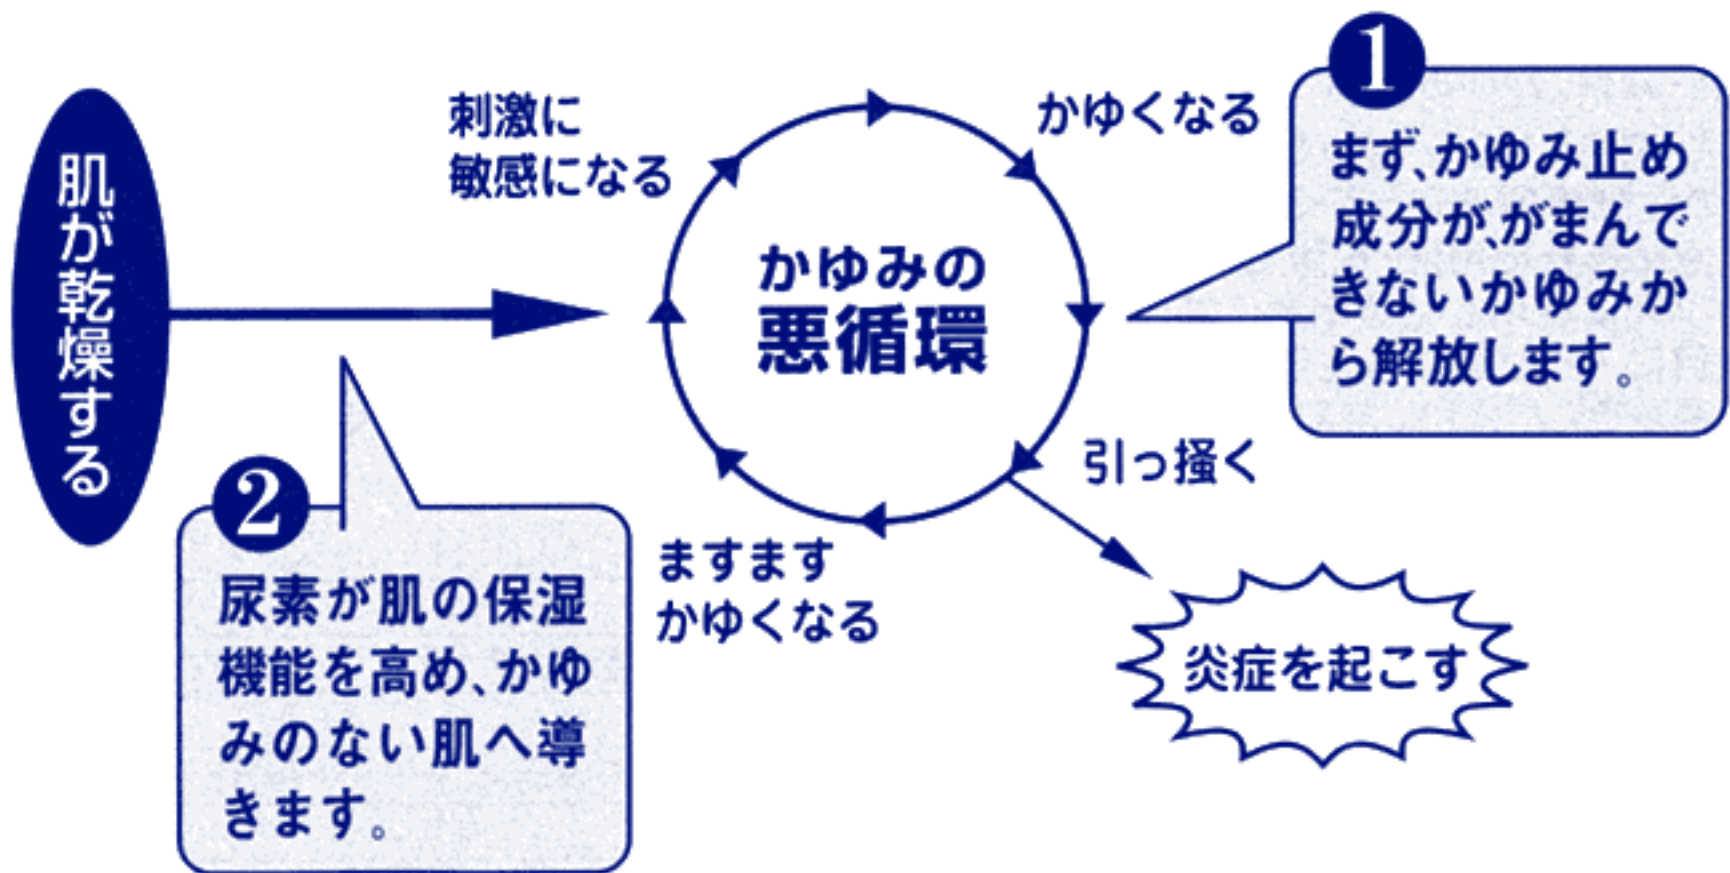 肌が乾燥する
刺激に
敏感になる
かゆくなる
1
まず、かゆみ止め
成分が、がまんで
きないかゆみか
ら解放します。
かゆみの
悪循環
引っ掻く
2
尿素が肌の保湿
機能を高め、かゆ
みのない肌へ導
きます。
ますます
かゆくなる
炎症を起こす